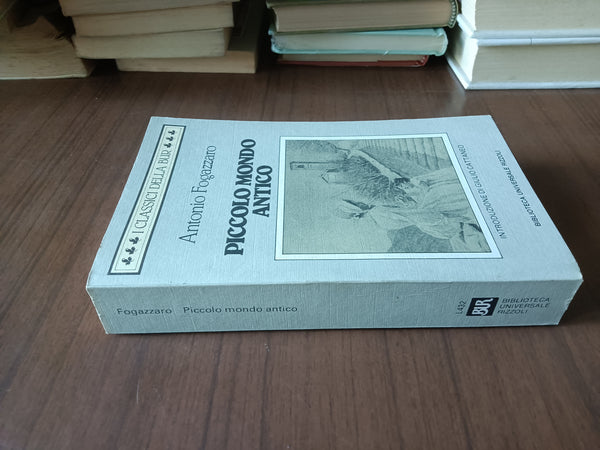 I CLASSICI DELLA BUR
Antonio Fogazzaro
PICCOLO MONDO
ANTICO
INTRODUZIONE DI GIULIO CATTANEO
BIBLIOTECA UNIVERSALE RIZZOLI
Fogazzaro Piccolo mondo antico
L 432
BUR
BIBLIOTECA
UNIVERSALE
RIZZOLI